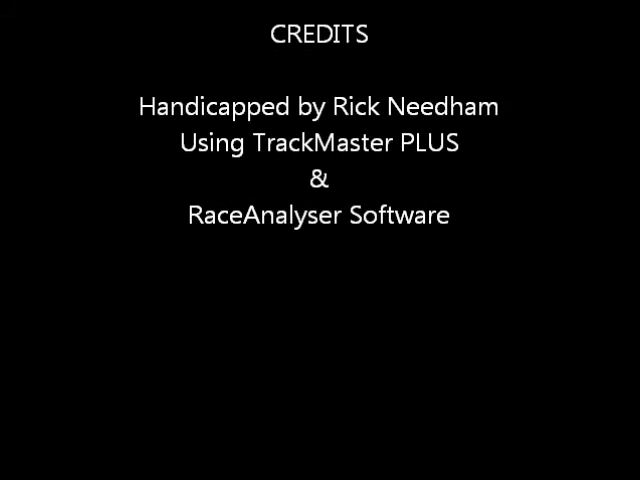 CREDITS
Handicapped by Rick Needham
Using TrackMaster PLUS
&
RaceAnalyser Software